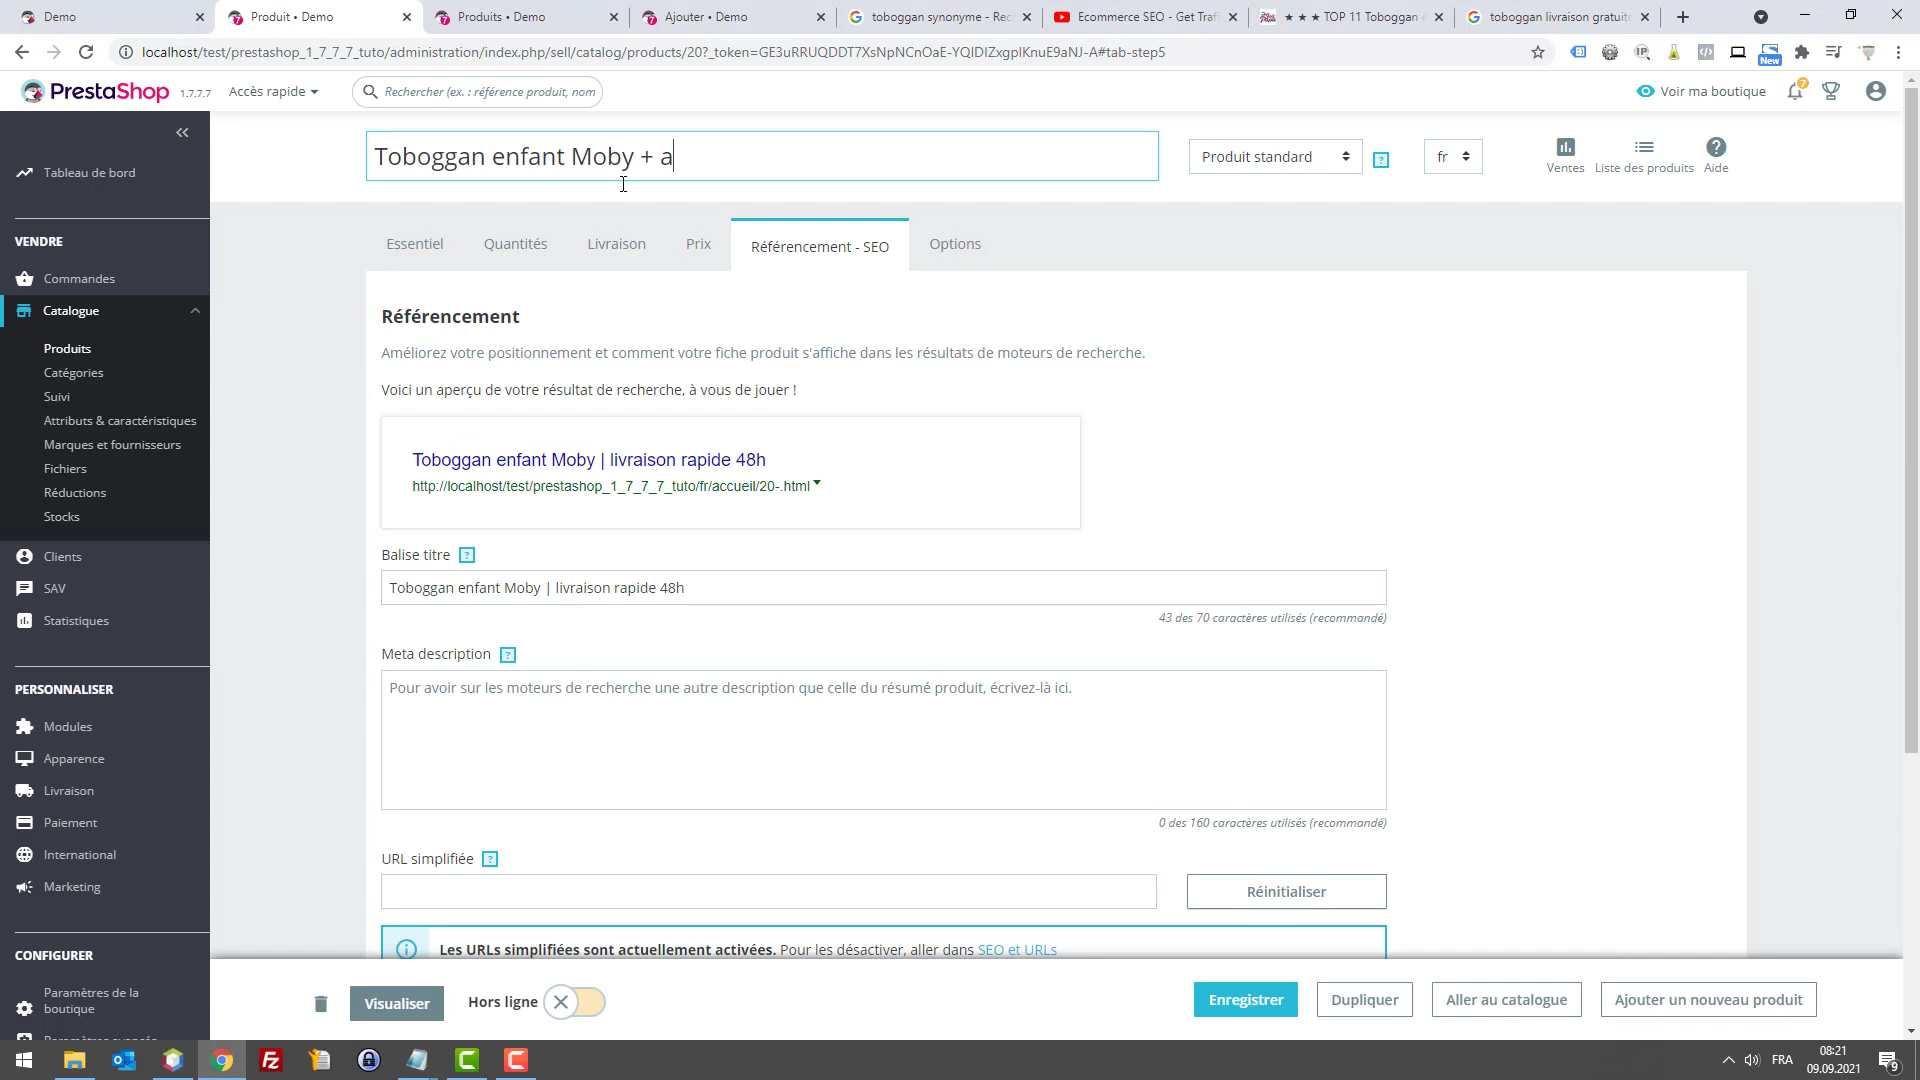 Demo
Produit • Demo
Produits • Demo
Ajouter • Demo
toboggan synonyme - Rec
Ecommerce SEO - Get Traf
★ ★ ★ TOP 11 Toboggan e
toboggan livraison gratuite
localhost/test/prestashop_1_7_7_7_tuto/administration/index.php/sell/catalog/products/20?_token=GE3uRRUQDDT7XsNpNCnOaE-YQIDIZxgpIKnuE9aNJ-A#tab-step5
New
PrestaShop 1.7.7.7
Accès rapide
Rechercher (ex. : référence produit, nom
Voir ma boutique
7
Toboggan enfant Moby + a
Produit standard
?
fr
Ventes
Liste des produits
Aide
Tableau de bord
VENDRE
Commandes
Catalogue
Produits
Catégories
Suivi
Attributs & caractéristiques
Marques et fournisseurs
Fichiers
Réductions
Stocks
Clients
SAV
Statistiques
PERSONNALISER
Modules
Apparence
Livraison
Paiement
International
Marketing
CONFIGURER
Paramètres de la
boutique
Essentiel
Quantités
Livraison
Prix
Référencement - SEO
Options
Référencement
Améliorez votre positionnement et comment votre fiche produit s'affiche dans les résultats de moteurs de recherche.
Voici un aperçu de votre résultat de recherche, à vous de jouer !
Toboggan enfant Moby | livraison rapide 48h
http://localhost/test/prestashop_1_7_7_7_tuto/fr/accueil/20-.html
Balise titre ?
Toboggan enfant Moby | livraison rapide 48h
43 des 70 caractères utilisés (recommandé)
Meta description ?
Pour avoir sur les moteurs de recherche une autre description que celle du résumé produit, écrivez-là ici.
0 des 160 caractères utilisés (recommandé)
URL simplifiée ?
Réinitialiser
Les URLs simplifiées sont actuellement activées. Pour les désactiver, aller dans SEO et URLs
Visualiser
Hors ligne
Enregistrer
Dupliquer
Aller au catalogue
Ajouter un nouveau produit
FRA
08:21
09.09.2021
9